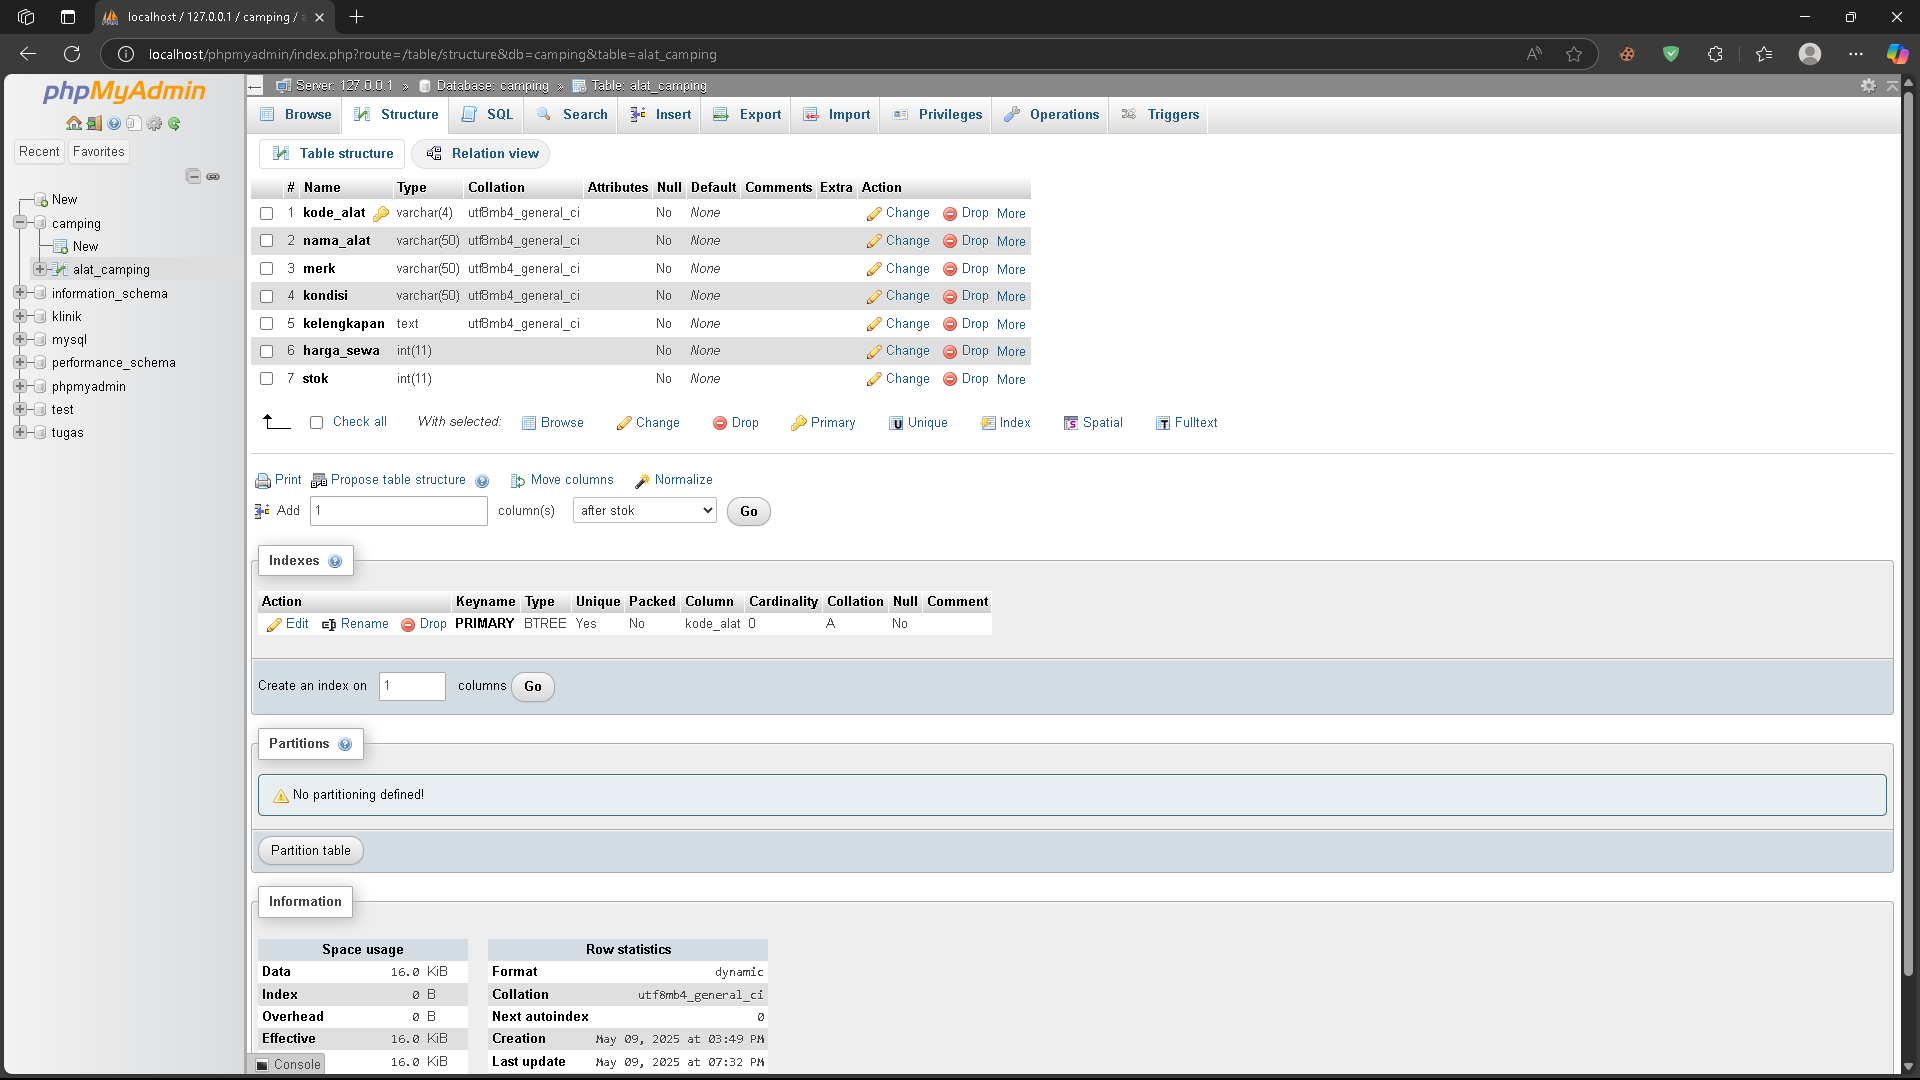 localhost / 127.0.0.1 / camping / a
localhost/phpmyadmin/index.php?route=/table/structure&db=camping&table=alat_camping
phpMyAdmin
Recent Favorites
New
camping
New
alat_camping
information_schema
klinik
mysql
performance_schema
phpmyadmin
test
tugas
Server: 127.0.0.1 » Database: camping » Table: alat_camping
Browse Structure SQL Search Insert Export Import Privileges Operations Triggers
Table structure Relation view
# Name Type Collation Attributes Null Default Comments Extra Action
1 kode_alat varchar(4) utf8mb4_general_ci No None Change Drop More
2 nama_alat varchar(50) utf8mb4_general_ci No None Change Drop More
3 merk varchar(50) utf8mb4_general_ci No None Change Drop More
4 kondisi varchar(50) utf8mb4_general_ci No None Change Drop More
5 kelengkapan text utf8mb4_general_ci No None Change Drop More
6 harga_sewa int(11) No None Change Drop More
7 stok int(11) No None Change Drop More
Check all With selected: Browse Change Drop Primary Unique Index Spatial Fulltext
Print Propose table structure Move columns Normalize
Add 1 column(s) after stok Go
Indexes
Action Keyname Type Unique Packed Column Cardinality Collation Null Comment
Edit Rename Drop PRIMARY BTREE Yes No kode_alat 0 A No
Create an index on 1 columns Go
Partitions
No partitioning defined!
Partition table
Information
Space usage
Data 16.0 KiB
Index 0 B
Overhead 0 B
Effective 16.0 KiB
16.0 KiB
Row statistics
Format dynamic
Collation utf8mb4_general_ci
Next autoindex 0
Creation May 09, 2025 at 03:49 PM
Last update May 09, 2025 at 07:32 PM
Console